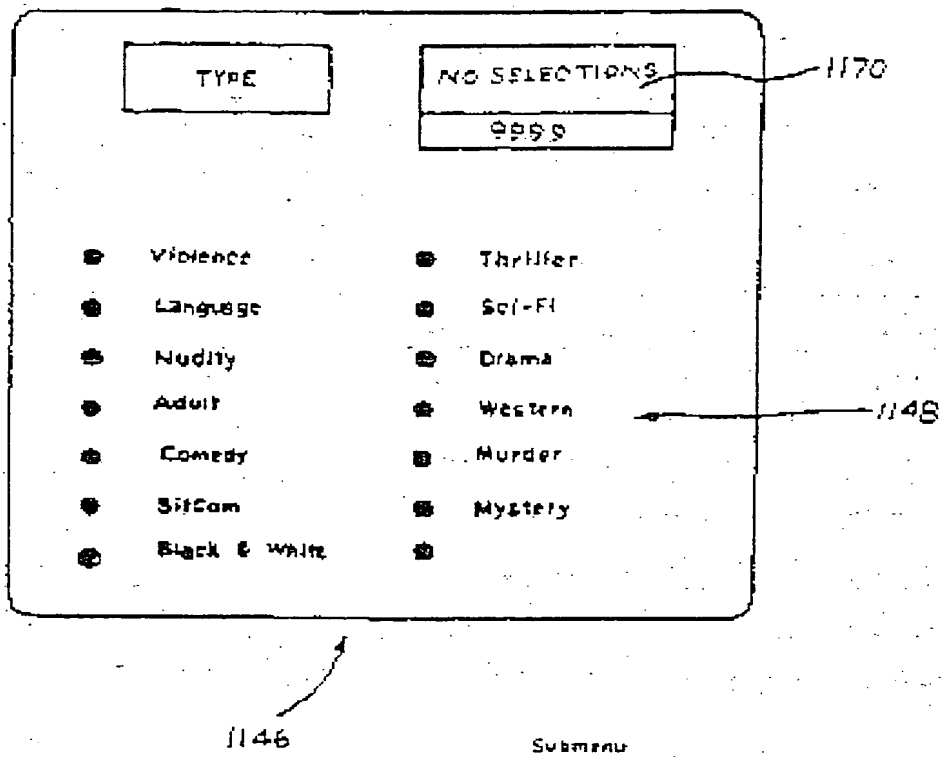 TYPE
NO SELECTIONS
1170
9999
Violence
Thriller
Language
Sci-Fi
Nudity
Drama
Adult
Western
1148
Comedy
Murder
SitCom
Mystery
Black & White
1146
Submenu